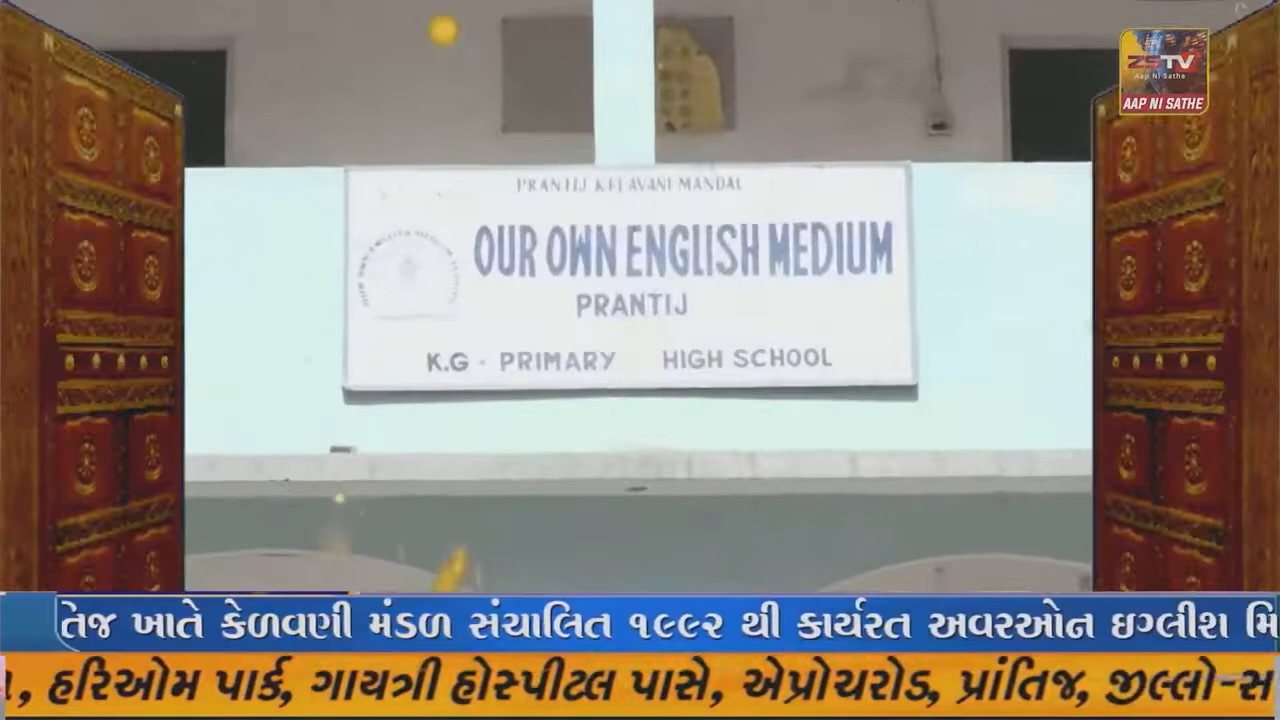 ZSTV
Aap Ni Sathe
AAP NI SATHE
PRANTIJ KELAVANI MANDAL
OUR OWN ENGLISH MEDIUM
PRANTIJ
K.G - PRIMARY HIGH SCHOOL
તિજ ખાતે કેળવણી મંડળ સંચાલિત ૧૯૯૨ થી કાર્યરત અવરઓન ઇગ્લીશ મિ
, હરિઓમ પાર્ક, ગાયત્રી હોસ્પીટલ પાસે, એપ્રોચરોડ, પ્રાંતિજ, જીલ્લો-સ